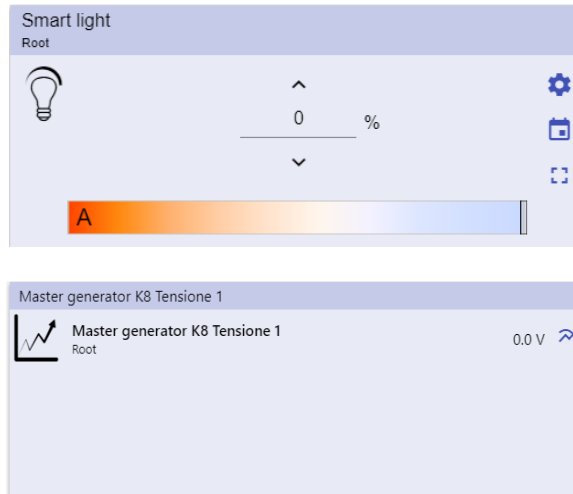 Smart light
Root
0 %
A
Master generator K8 Tensione 1
Master generator K8 Tensione 1
0.0 V
Root